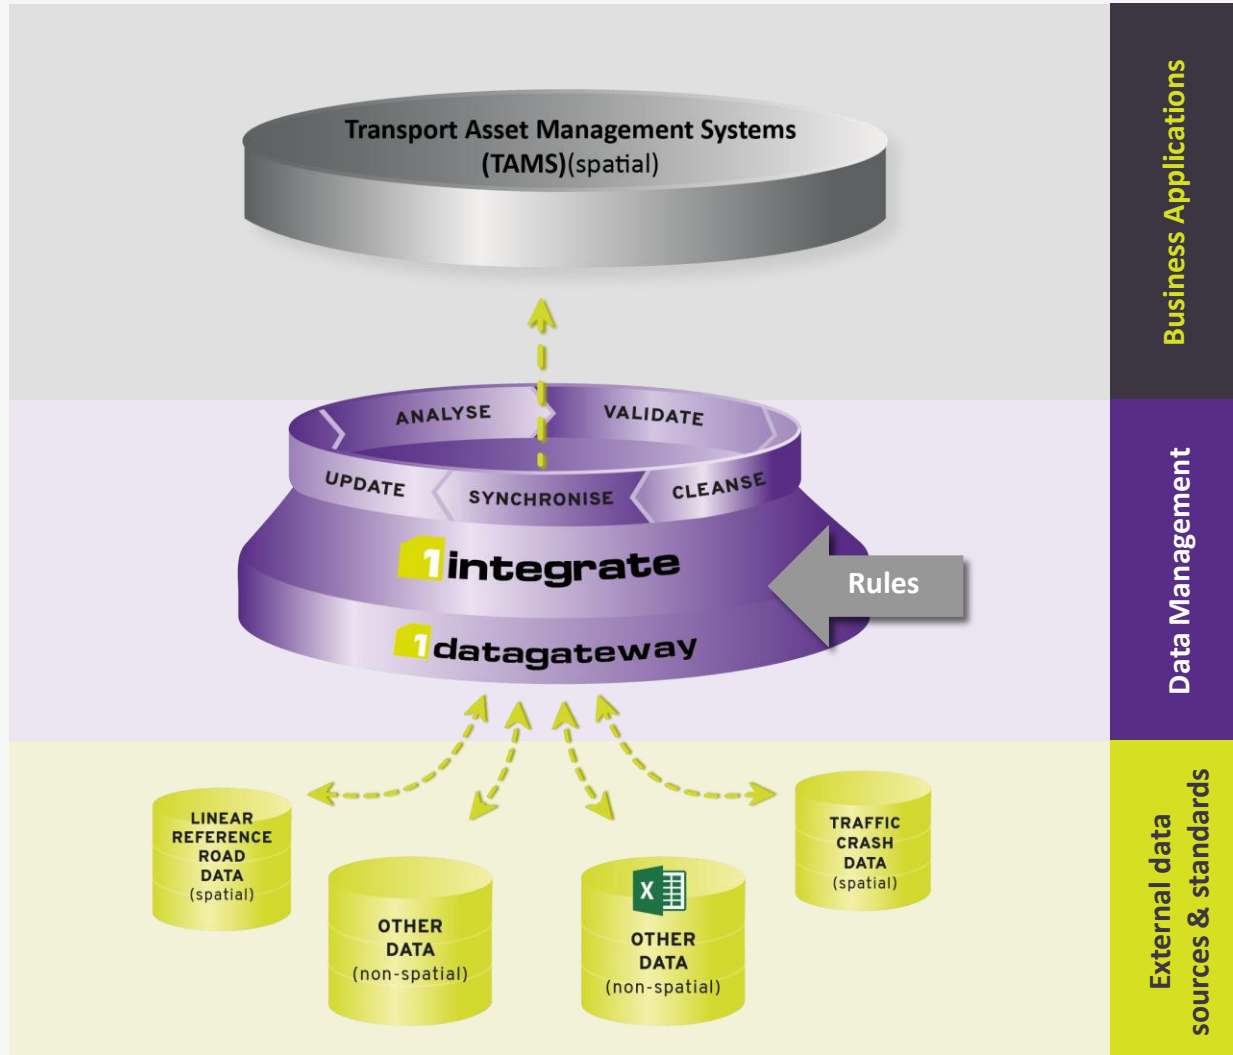 Transport Asset Management Systems
(TAMS)(spatial)
Business Applications
ANALYSE
VALIDATE
UPDATE
SYNCHRONISE
CLEANSE
1integrate
Rules
1datagateway
Data Management
LINEAR
REFERENCE
ROAD
DATA
(spatial)
OTHER
DATA
(non-spatial)
X
OTHER
DATA
(non-spatial)
TRAFFIC
CRASH
DATA
(spatial)
External data
sources & standards